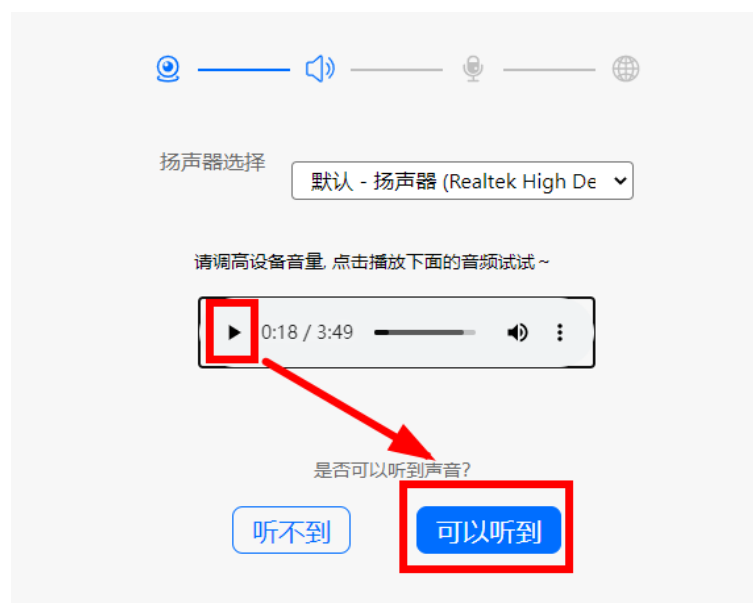 扬声器选择
默认 - 扬声器 (Realtek High De
请调高设备音量, 点击播放下面的音频试试~
0:18 / 3:49
是否可以听到声音?
听不到
可以听到